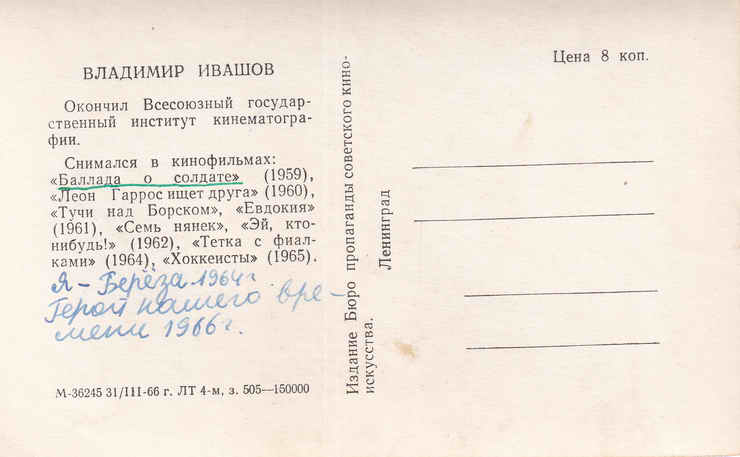 ВЛАДИМИР ИВАШОВ
Окончил Всесоюзный государ-
ственный институт кинематогра-
фии.
Снимался в кинофильмах:
«Баллада о солдате» (1959),
«Леон Гаррос ищет друга» (1960),
«Тучи над Борском», «Евдокия»
(1961), «Семь нянек», «Эй, кто-
нибудь!» (1962), «Тетка с фиал-
ками» (1964), «Хоккеисты» (1965).
Я - Берёза 1964г.
Герой нашего вре-
мени 1966г.
М-36245 31/III-66 г. ЛТ 4-м, з. 505—150000
Издание Бюро пропаганды советского кино-
искусства.
Ленинград
Цена 8 коп.